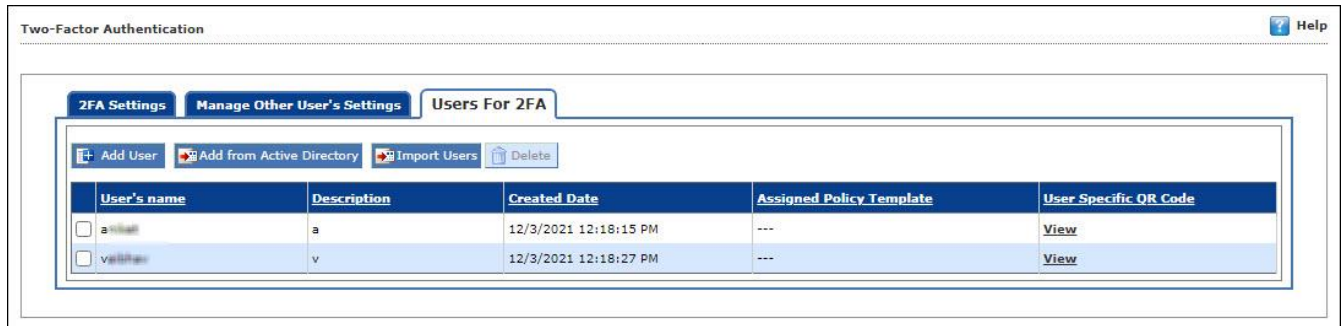 Two-Factor Authentication Help
2FA Settings Manage Other User's Settings Users For 2FA
Add User Add from Active Directory Import Users Delete
User's name Description Created Date Assigned Policy Template User Specific QR Code
a 12/3/2021 12:18:15 PM --- View
v 12/3/2021 12:18:27 PM --- View